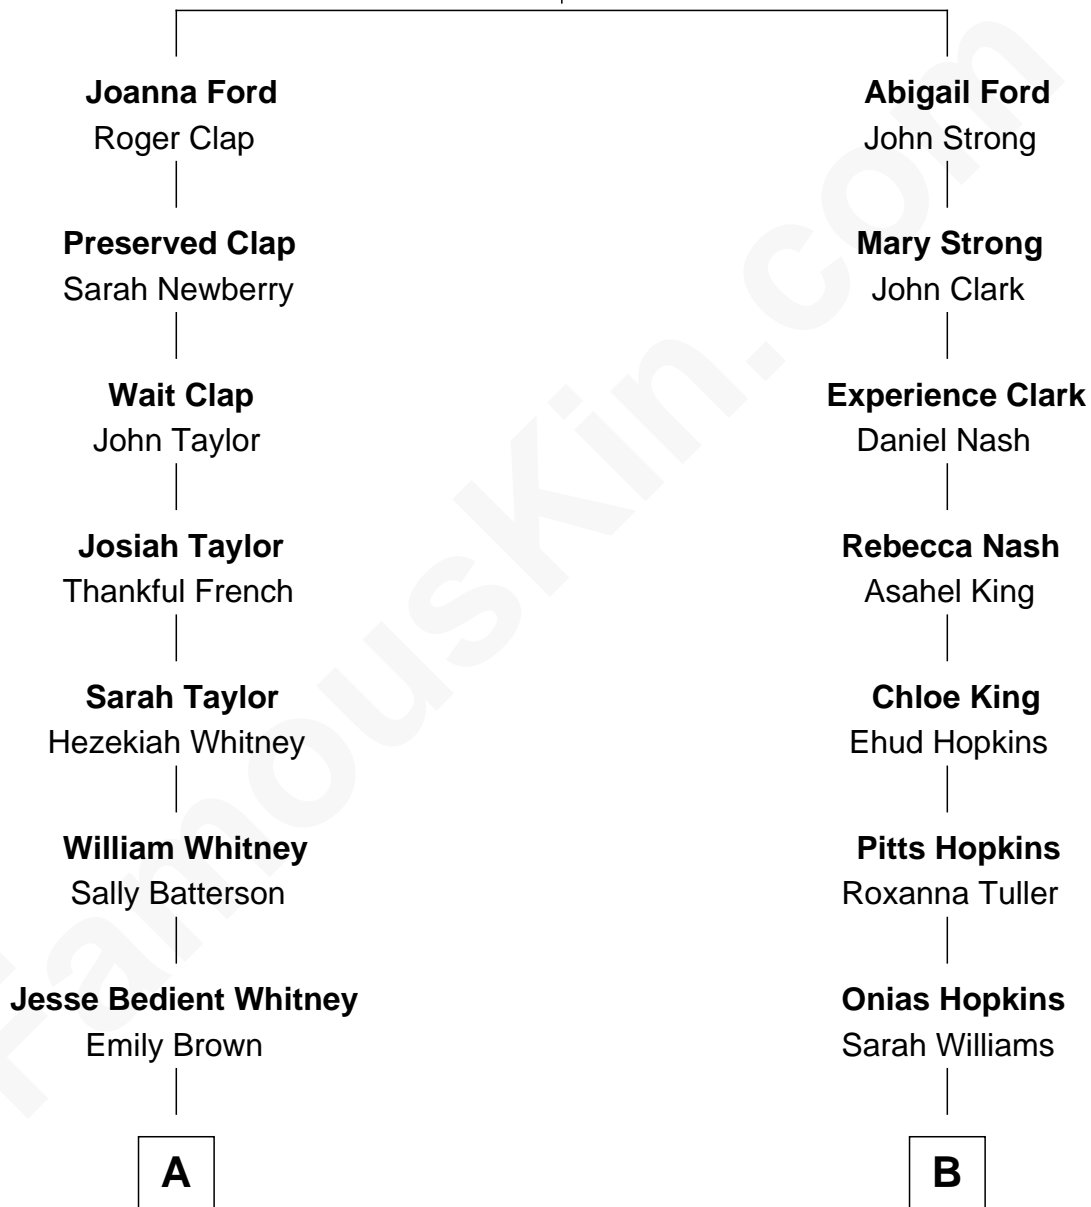 Joanna Ford
Roger Clap
Abigail Ford
John Strong
Preserved Clap
Sarah Newberry
Mary Strong
John Clark
Wait Clap
John Taylor
Experience Clark
Daniel Nash
Josiah Taylor
Thankful French
Rebecca Nash
Asahel King
Sarah Taylor
Hezekiah Whitney
Chloe King
Ehud Hopkins
William Whitney
Sally Batterson
Pitts Hopkins
Roxanna Tuller
Jesse Bedient Whitney
Emily Brown
Onias Hopkins
Sarah Williams
A
B
FamousKin.com